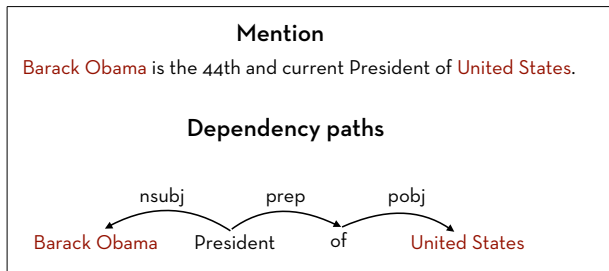 Mention
Barack Obama is the 44th and current President of United States.
Dependency paths
nsubj prep pobj
Barack Obama President of United States